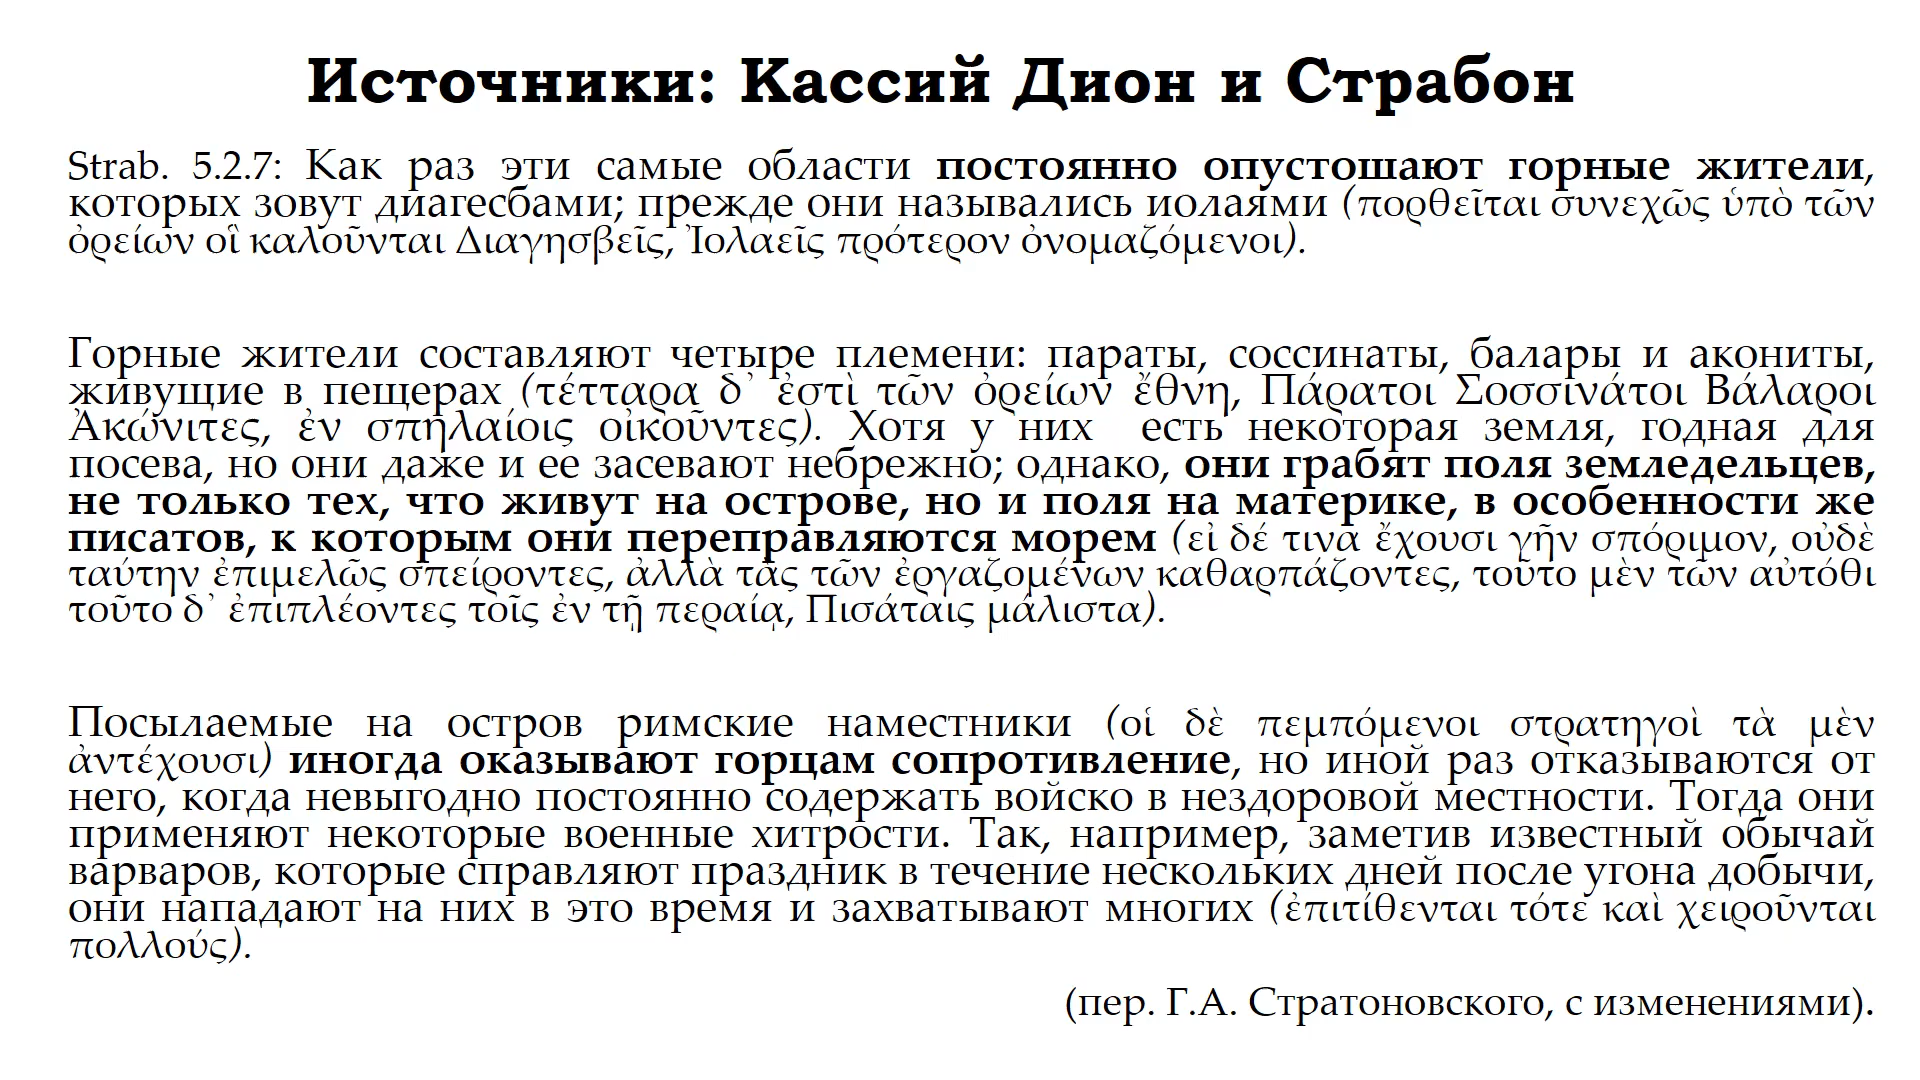 Источники: Кассий Дион и Страбон
Strab. 5.2.7: Как раз эти самые области постоянно опустошают горные жители,
которых зовут диагесбами; прежде они назывались иолаями (πορθεῖται συνεχῶς ὑπὸ τῶν
ὀρείων οἳ καλοῦνται Διαγησβεῖς, Ἰολαεῖς πρότερον ὀνομαζόμενοι).
Горные жители составляют четыре племени: параты, соссинаты, балары и акониты,
живущие в пещерах (τέτταρα δ᾽ ἐστὶ τῶν ὀρείων ἔθνη, Πάρατοι Σοσσινάτοι Βάλαροι
Ἀκώνιτες, ἐν σπηλαίοις οἰκοῦντες). Хотя у них есть некоторая земля, годная для
посева, но они даже и ее засевают небрежно; однако, они грабят поля земледельцев,
не только тех, что живут на острове, но и поля на материке, в особенности же
писатов, к которым они переправляются морем (εἰ δέ τινα ἔχουσι γῆν σπόριμον, οὐδὲ
ταύτην ἐπιμελῶς σπείροντες, ἀλλὰ τὰς τῶν ἐργαζομένων καθαρπάζοντες, τοῦτο μὲν τῶν αὐτόθι
τοῦτο δ᾽ ἐπιπλέοντες τοῖς ἐν τῇ περαίᾳ, Πισάταις μάλιστα).
Посылаемые на остров римские наместники (οἱ δὲ πεμπόμενοι στρατηγοὶ τὰ μὲν
ἀντέχουσι) иногда оказывают горцам сопротивление, но иной раз отказываются от
него, когда невыгодно постоянно содержать войско в нездоровой местности. Тогда они
применяют некоторые военные хитрости. Так, например, заметив известный обычай
варваров, которые справляют праздник в течение нескольких дней после угона добычи,
они нападают на них в это время и захватывают многих (ἐπιτίθενται τότε καὶ χειροῦνται
πολλούς).
(пер. Г.А. Стратоновского, с изменениями).